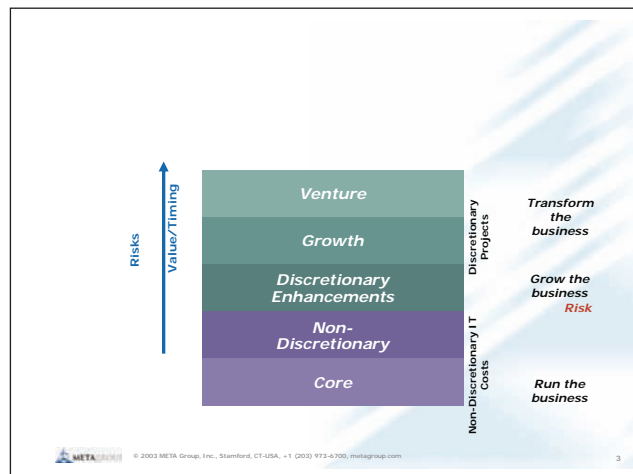 Risks
Value/Timing
Venture
Growth
Discretionary
Enhancements
Non-
Discretionary
Core
Discretionary
Projects
Non-Discretionary IT
Costs
Transform
the
business
Grow the
business
Risk
Run the
business
META GROUP
© 2003 META Group, Inc., Stamford, CT-USA, +1 (203) 973-6700, metagroup.com
3